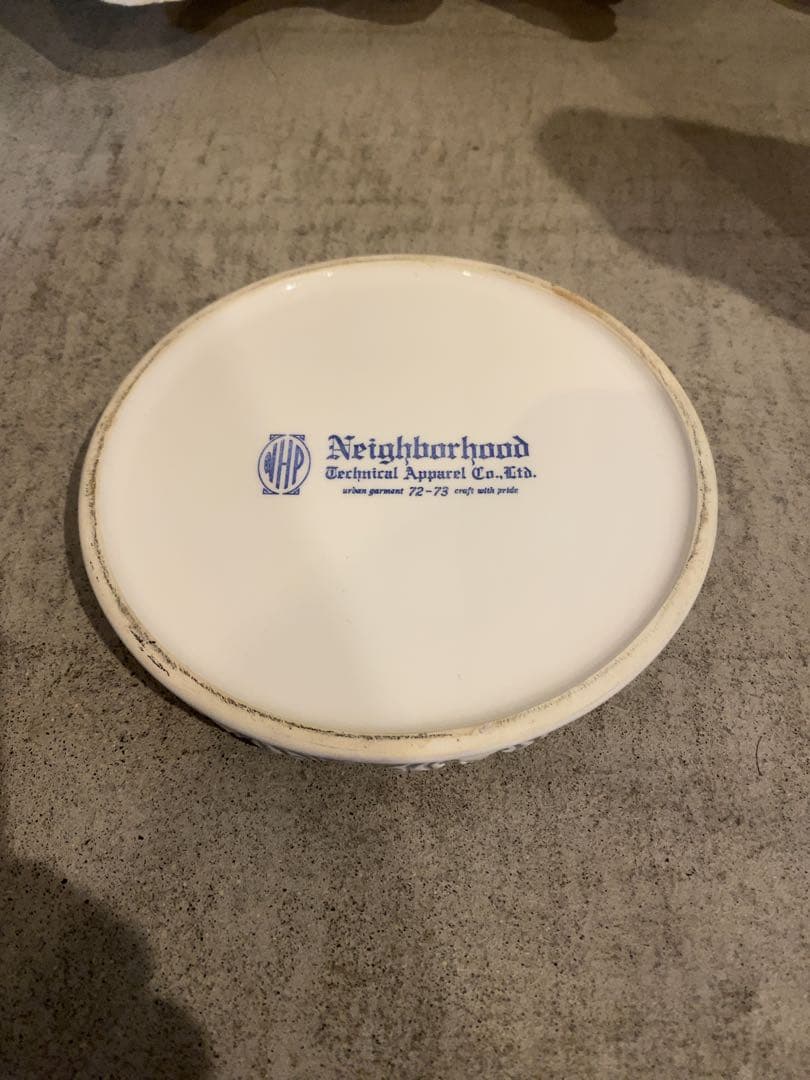 NHP
Neighborhood
Technical Apparel Co.,Ltd.
urban garment 72-73 craft with pride